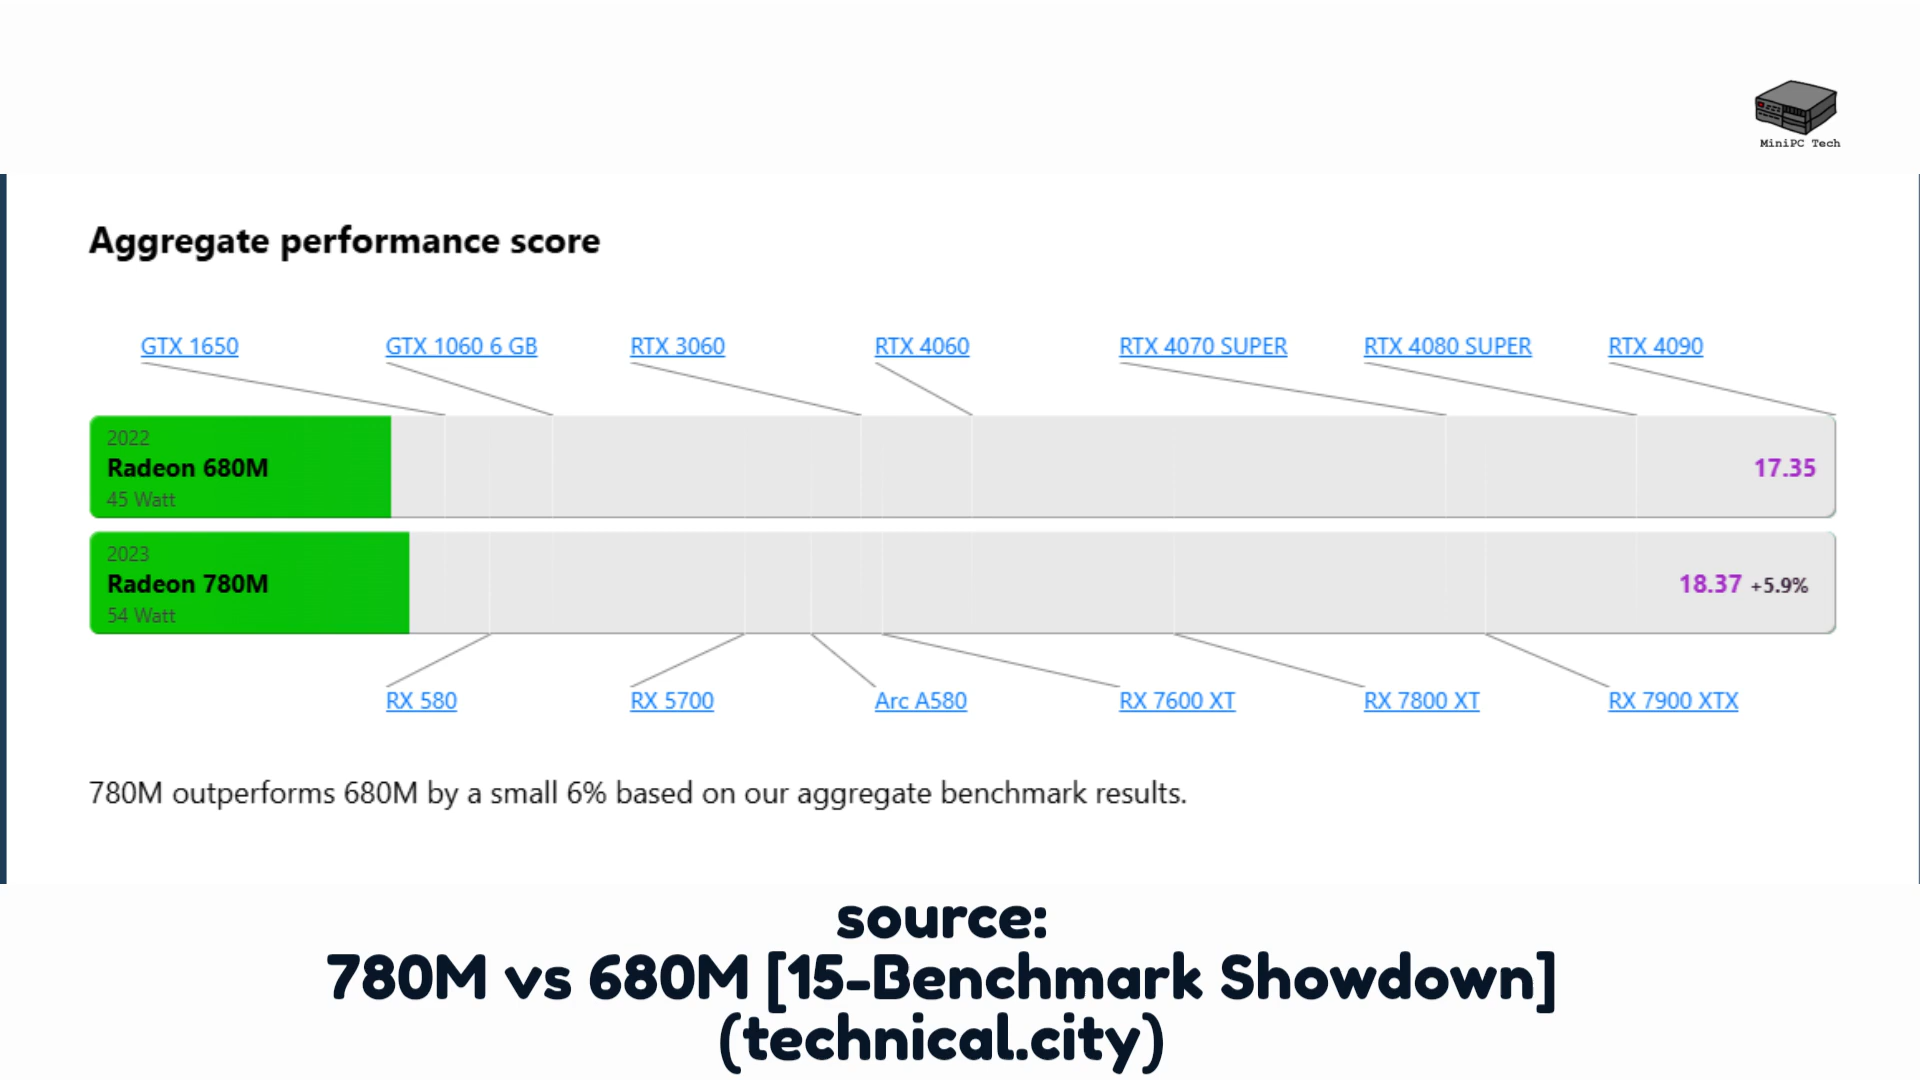 MiniPC Tech
Aggregate performance score
GTX 1650 GTX 1060 6 GB RTX 3060 RTX 4060 RTX 4070 SUPER RTX 4080 SUPER RTX 4090
2022
Radeon 680M 17.35
45 Watt
2023
Radeon 780M 18.37 +5.9%
54 Watt
RX 580 RX 5700 Arc A580 RX 7600 XT RX 7800 XT RX 7900 XTX
780M outperforms 680M by a small 6% based on our aggregate benchmark results.
source:
780M vs 680M [15-Benchmark Showdown]
(technical.city)